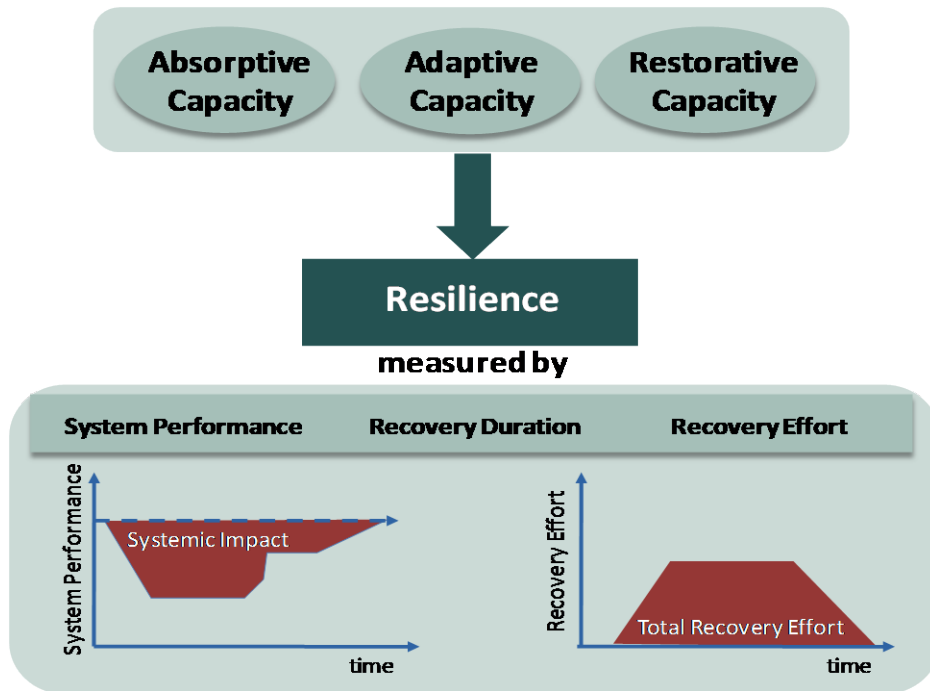 Absorptive
Capacity
Adaptive
Capacity
Restorative
Capacity
Resilience
measured by
System Performance
Recovery Duration
Recovery Effort
System Performance
Systemic Impact
time
Recovery Effort
Total Recovery Effort
time